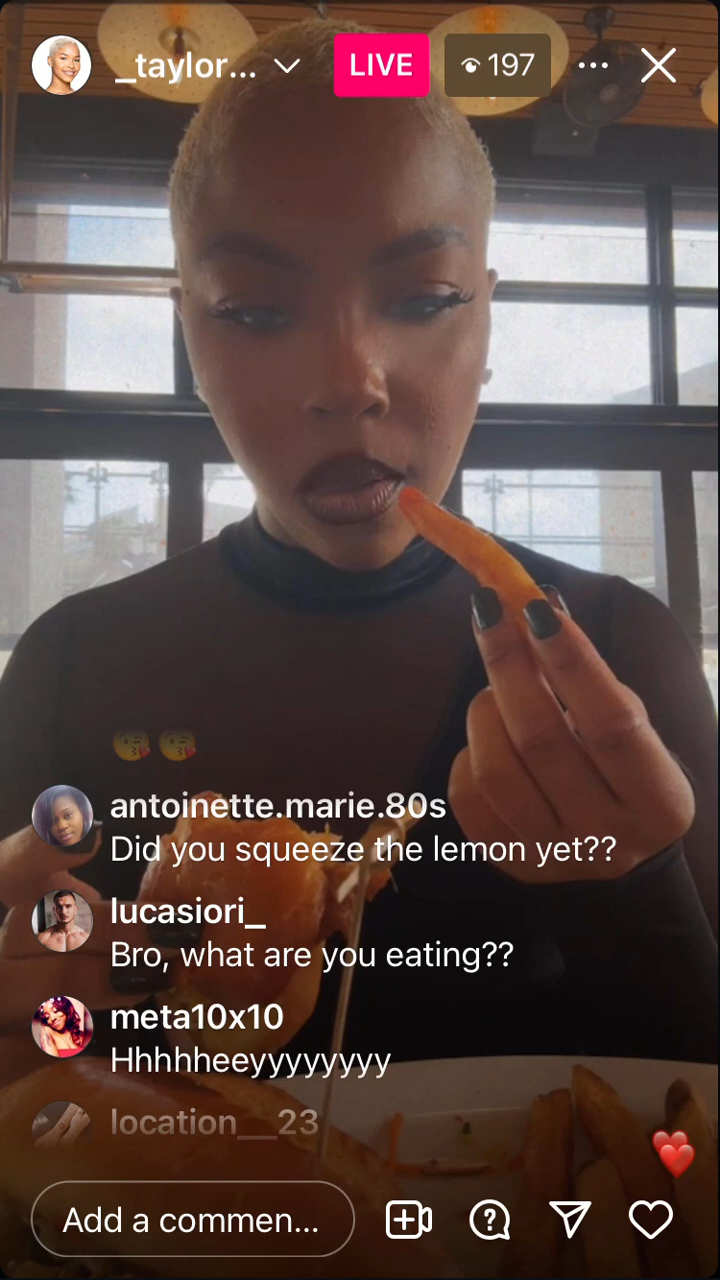 _taylor...
LIVE
197
antoinette.marie.80s
Did you squeeze the lemon yet??
lucasiori_
Bro, what are you eating??
meta10x10
Hhhhheeyyyyyyyy
location__23
Add a commen...